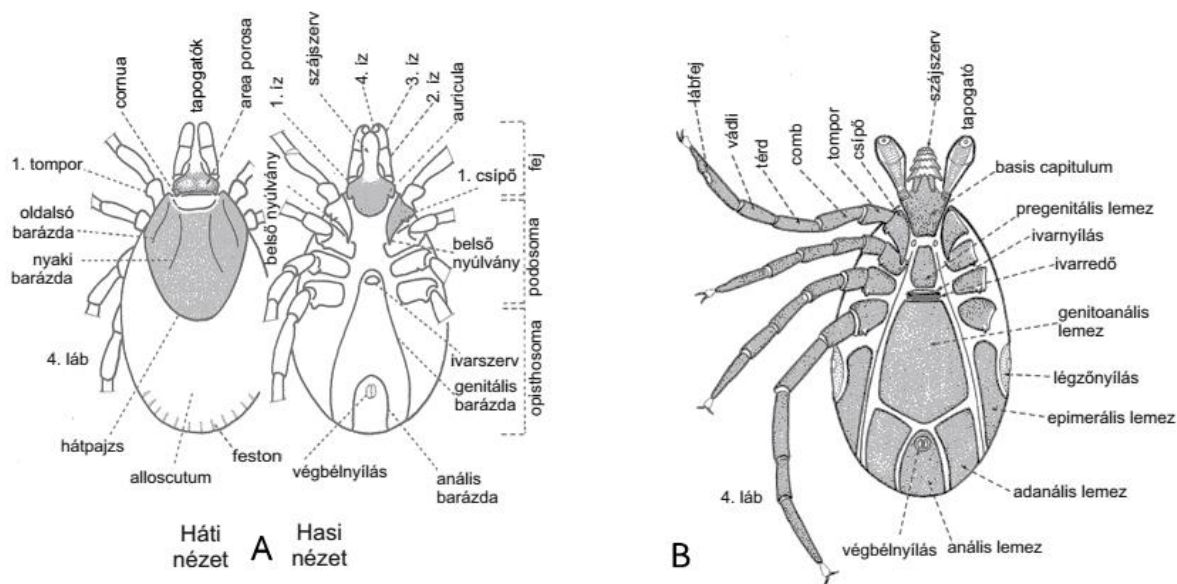 cornua
tapogatók
area porosa
1. tompor
oldalsó
barázda
nyaki
barázda
4. láb
hátpajzs
alloscutum
feston
Háti
nézet
A
szájszerv
1. íz
4. íz
3. íz
2. íz
auricula
fej
1. csípő
belső nyúlvány
belső
nyúlvány
podosoma
ivarszerv
genitális
barázda
opisthosoma
végbélnyílás
anális
barázda
Hasi
nézet
lábfej
vádli
térd
comb
tompor
csípő
szájszerv
tapogató
basis capitulum
pregenitális lemez
ivarnyílás
ivarredő
genitoanális
lemez
légzőnyílás
epimerális lemez
adanális lemez
4. láb
végbélnyílás
anális lemez
B